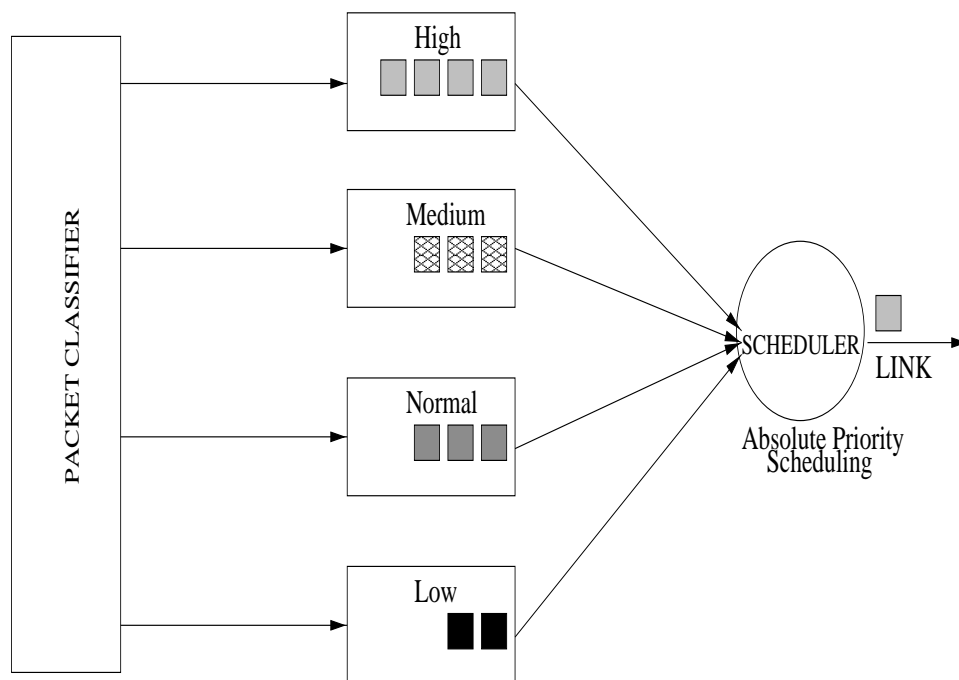 PACKET CLASSIFIER
High
Medium
Normal
Low
SCHEDULER
LINK
Absolute Priority
Scheduling